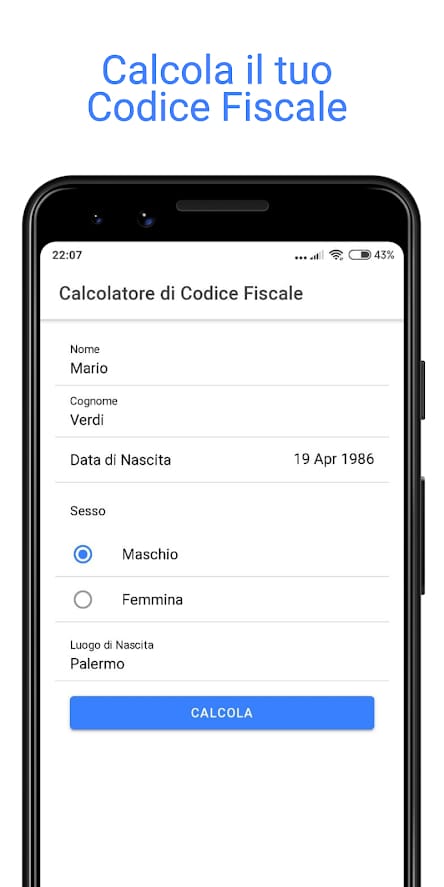 Calcola il tuo
Codice Fiscale
22:07
43%
Calcolatore di Codice Fiscale
Nome
Mario
Cognome
Verdi
Data di Nascita 19 Apr 1986
Sesso
Maschio
Femmina
Luogo di Nascita
Palermo
CALCOLA